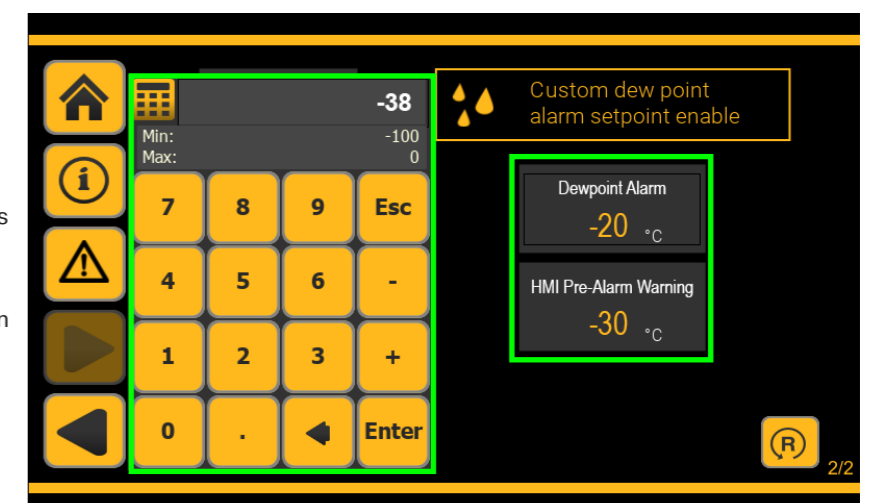 -38
Min: -100
Max: 0
7 8 9 Esc
4 5 6 -
1 2 3 +
0 . Enter
Custom dew point
alarm setpoint enable
Dewpoint Alarm
-20 °C
HMI Pre-Alarm Warning
-30 °C
i
s
n
R
2/2